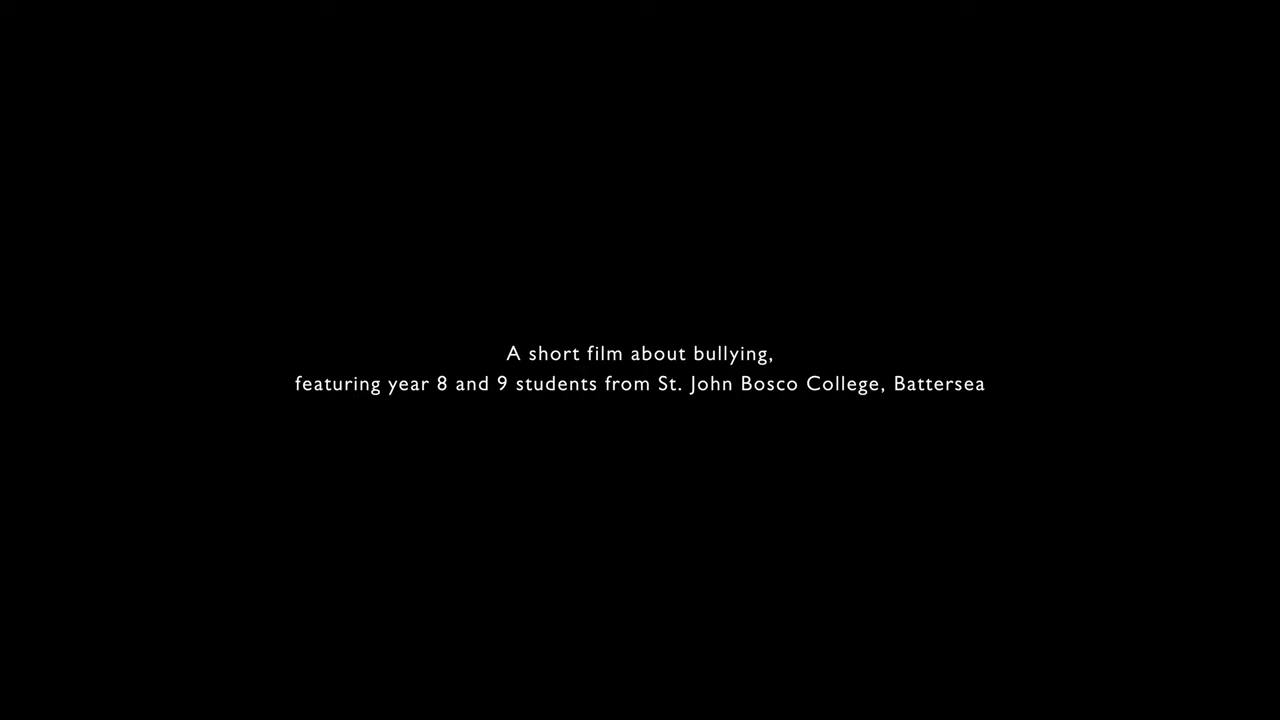 A short film about bullying,
featuring year 8 and 9 students from St. John Bosco College, Battersea